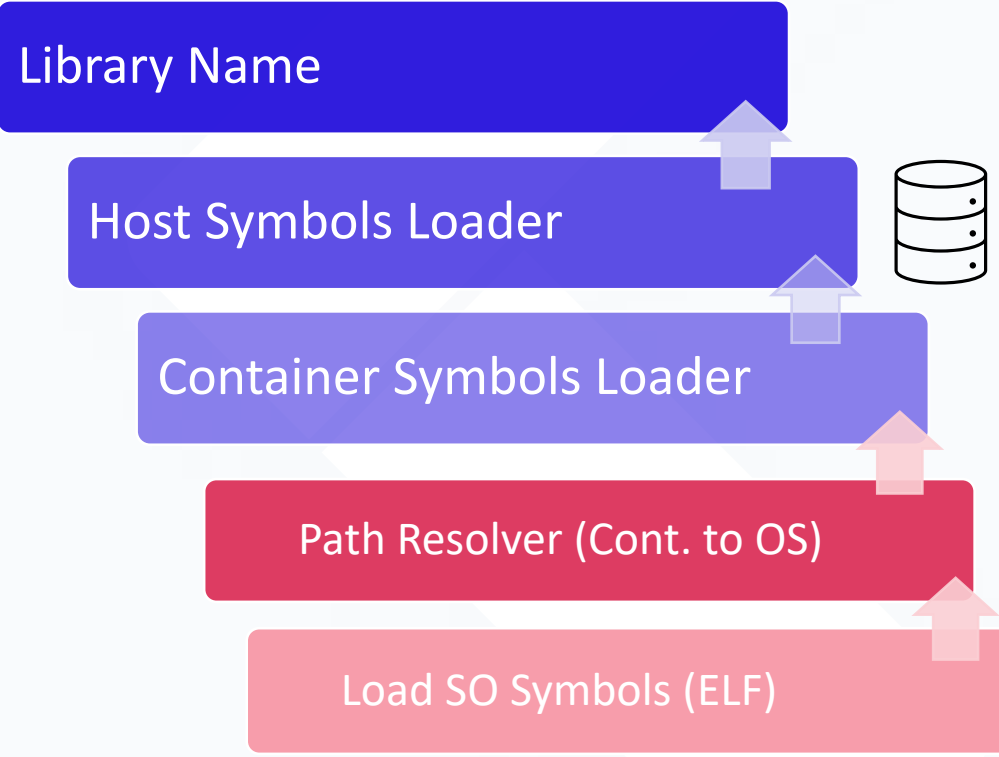 Library Name
Host Symbols Loader
Container Symbols Loader
Path Resolver (Cont. to OS)
Load SO Symbols (ELF)